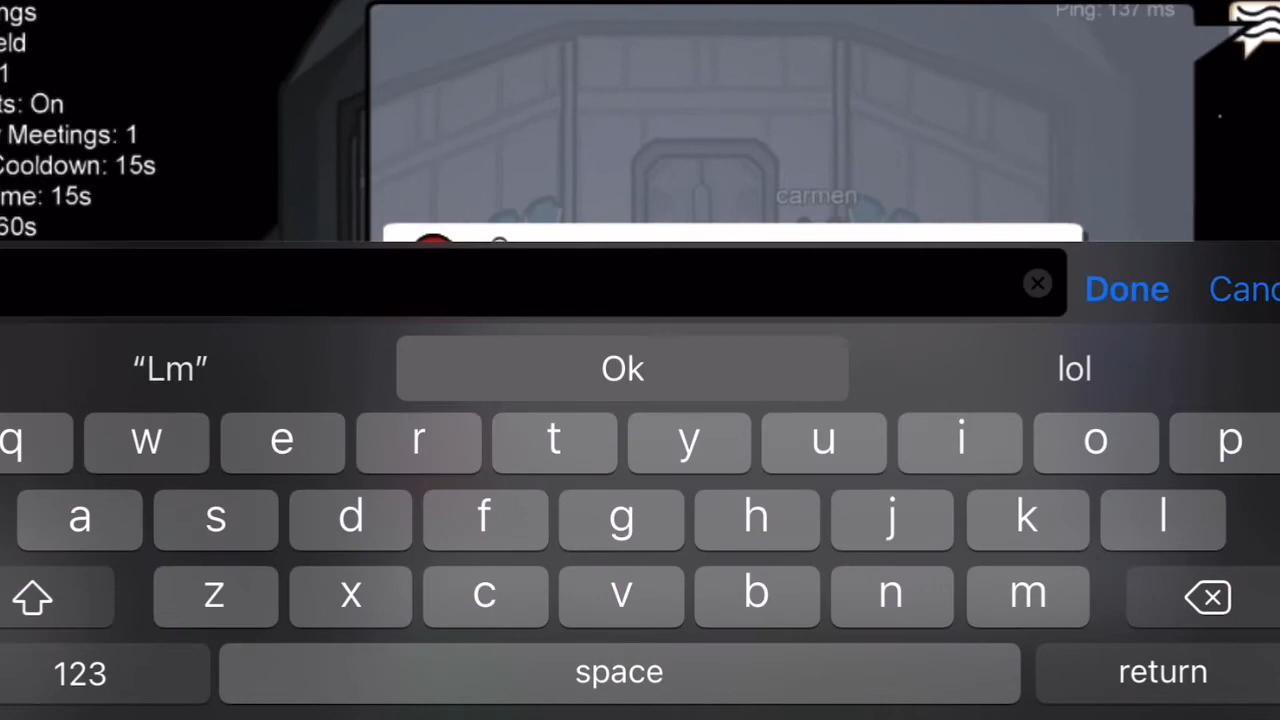 ngs
eld
1
ts: On
Meetings: 1
Cooldown: 15s
me: 15s
60s
Ping: 137 ms
carmen
Done
Canc
“Lm”
Ok
lol
q w e r t y u i o p
a s d f g h j k l
z x c v b n m
123
space
return